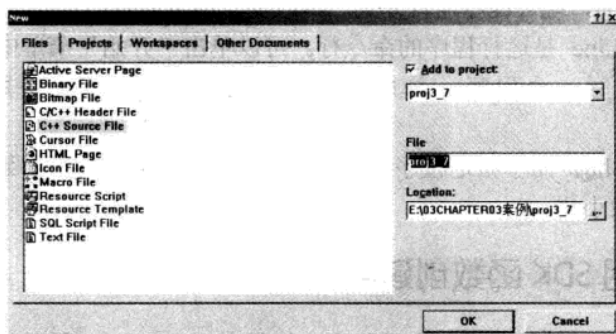 New
Files
Projects
Workspaces
Other Documents
Active Server Page
Binary File
Bitmap File
C/C++ Header File
C++ Source File
Cursor File
HTML Page
Icon File
Macro File
Resource Script
Resource Template
SQL Script File
Text File
Add to project:
proj3_7
File
proj3_7
Location:
E:\03CHAPTER03案例\proj3_7
...
OK
Cancel